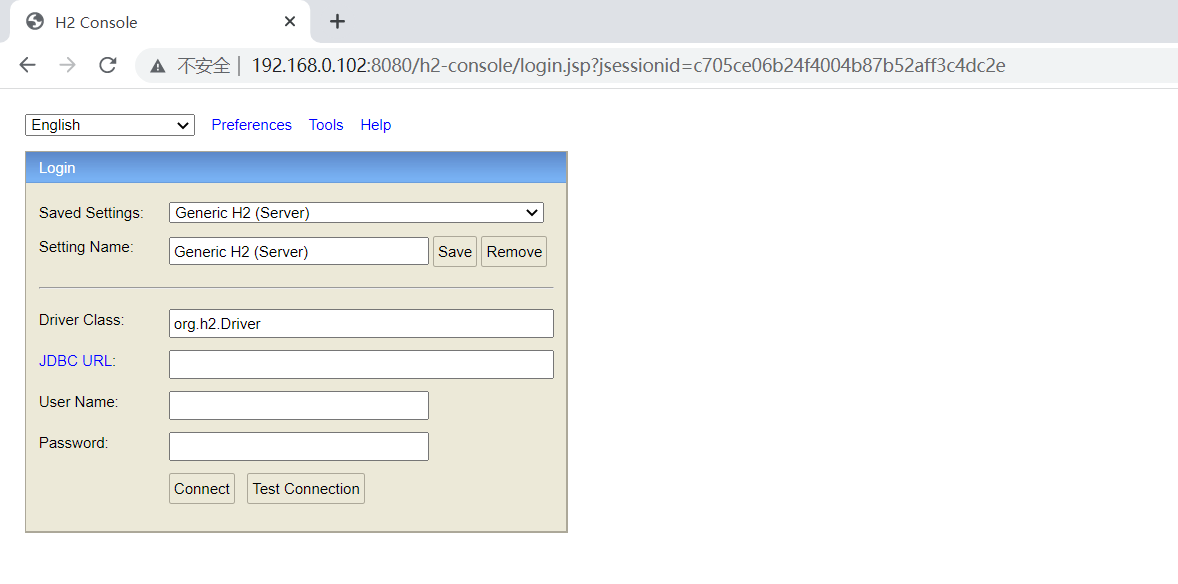 H2 Console
不安全 | 192.168.0.102:8080/h2-console/login.jsp?jsessionid=c705ce06b24f4004b87b52aff3c4dc2e
English Preferences Tools Help
Login
Saved Settings: Generic H2 (Server)
Setting Name: Generic H2 (Server) Save Remove
Driver Class: org.h2.Driver
JDBC URL:
User Name:
Password:
Connect Test Connection